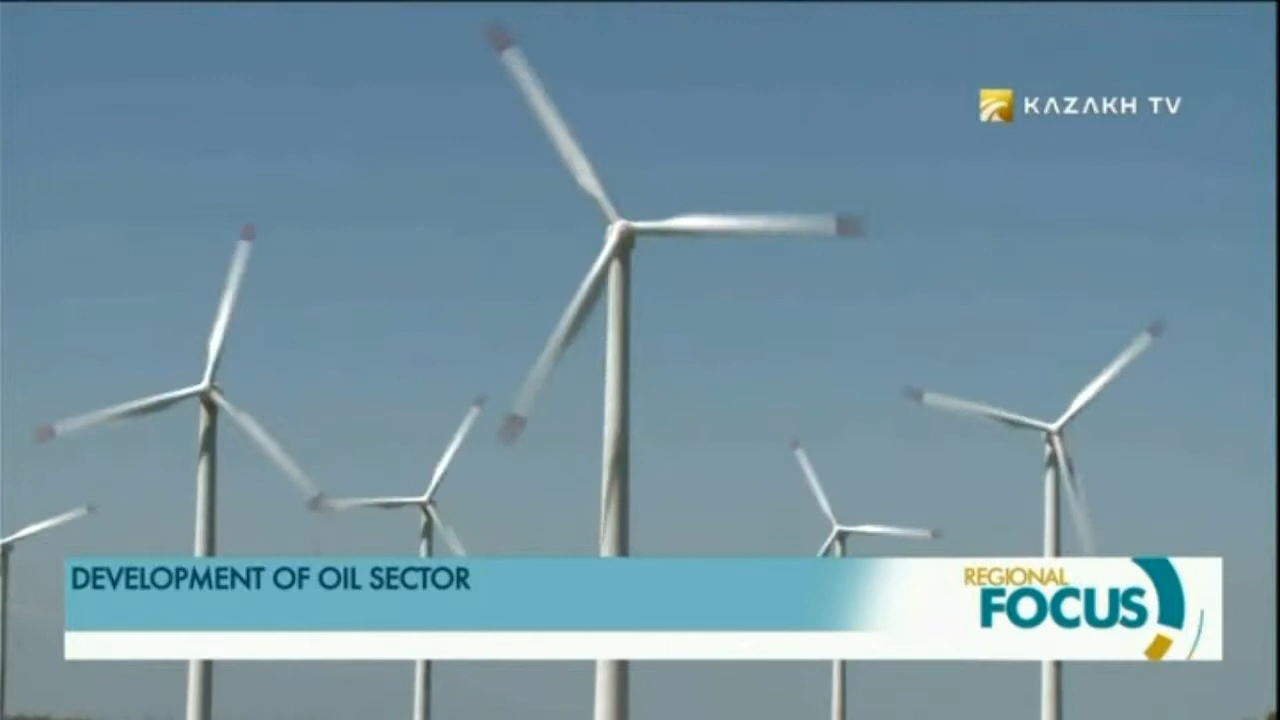 KAZAKH TV
DEVELOPMENT OF OIL SECTOR
REGIONAL
FOCUS